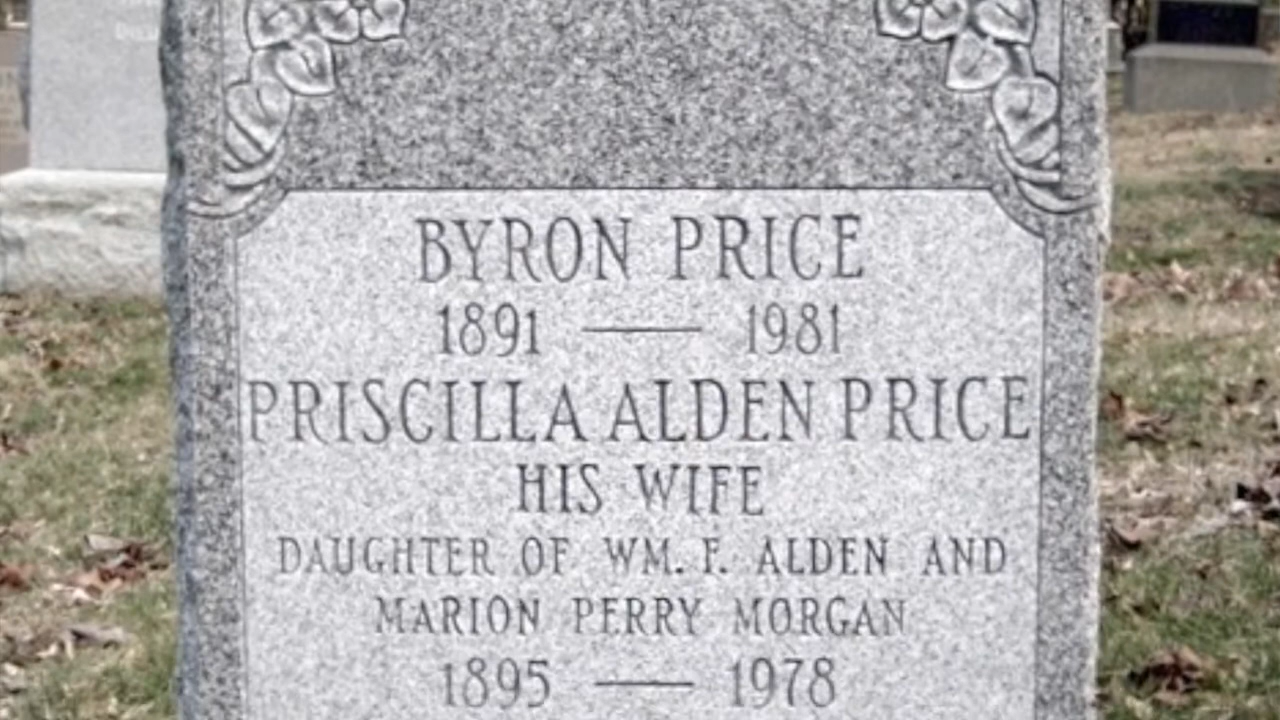 BYRON PRICE
1891 — 1981
PRISCILLA ALDEN PRICE
HIS WIFE
DAUGHTER OF WM. F. ALDEN AND
MARION PERRY MORGAN
1895 — 1978